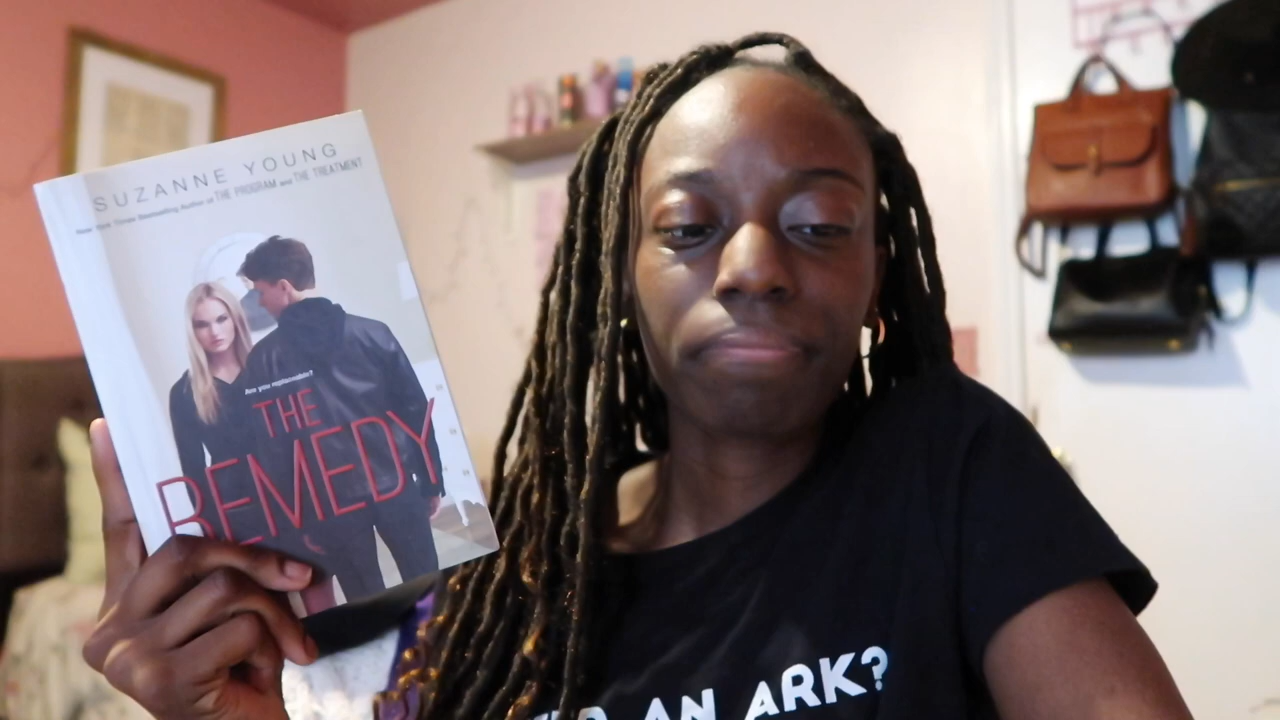 SUZANNE YOUNG
New York Times Bestselling Author of THE PROGRAM and THE TREATMENT
Are you replaceable?
THE
REMEDY
AN ARK?